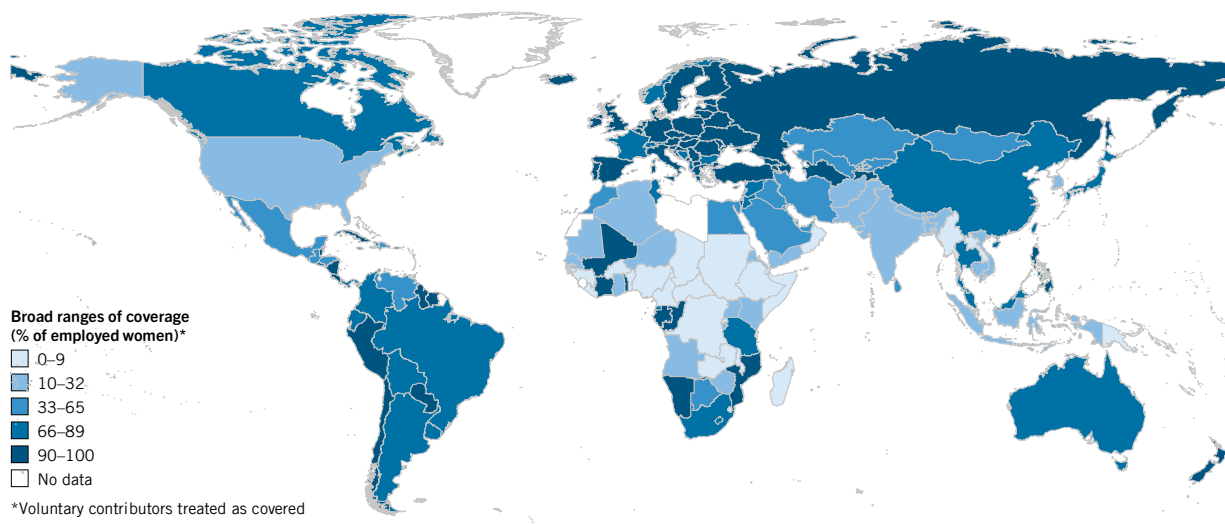 Broad ranges of coverage
(% of employed women)*
0–9
10–32
33–65
66–89
90–100
No data
*Voluntary contributors treated as covered